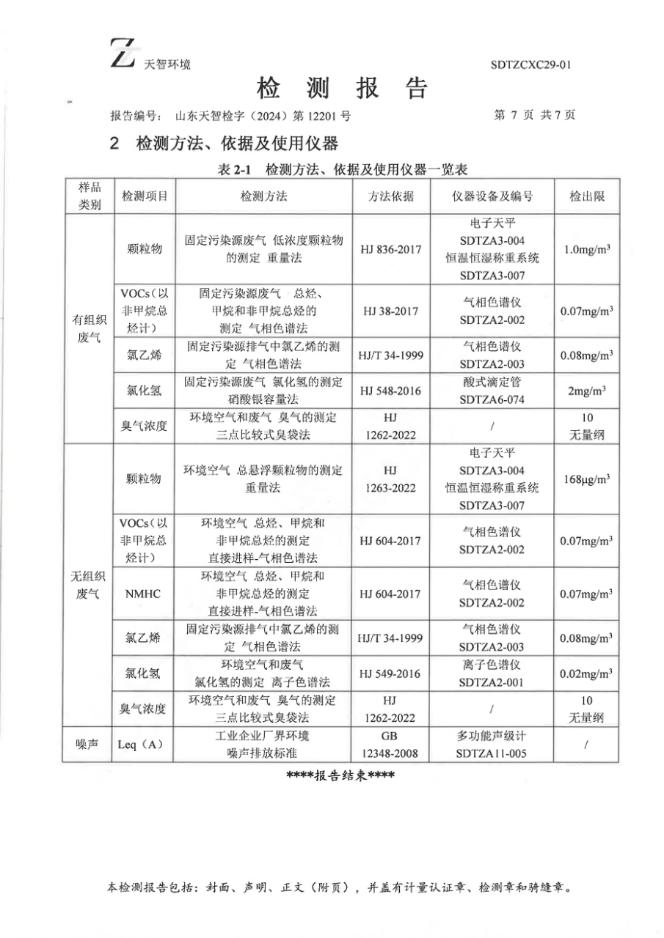 天智环境
SDTZCXC29-01
检测报告
报告编号： 山东天智检字（2024）第 12201 号
第 7 页 共 7 页
2 检测方法、依据及使用仪器
表 2-1 检测方法、依据及使用仪器一览表
样品
类别
检测项目
检测方法
方法依据
仪器设备及编号
检出限
有组织
废气
颗粒物
固定污染源废气 低浓度颗粒物
的测定 重量法
HJ 836-2017
电子天平
SDTZA3-004
恒温恒湿称重系统
SDTZA3-007
1.0mg/m³
VOCs（以
非甲烷总
烃计）
固定污染源废气 总烃、
甲烷和非甲烷总烃的
测定 气相色谱法
HJ 38-2017
气相色谱仪
SDTZA2-002
0.07mg/m³
氯乙烯
固定污染源排气中氯乙烯的测
定 气相色谱法
HJ/T 34-1999
气相色谱仪
SDTZA2-003
0.08mg/m³
氯化氢
固定污染源废气 氯化氢的测定
硝酸银容量法
HJ 548-2016
酸式滴定管
SDTZA6-074
2mg/m³
臭气浓度
环境空气和废气 臭气的测定
三点比较式臭袋法
HJ
1262-2022
/
10
无量纲
无组织
废气
颗粒物
环境空气 总悬浮颗粒物的测定
重量法
HJ
1263-2022
电子天平
SDTZA3-004
恒温恒湿称重系统
SDTZA3-007
168μg/m³
VOCs（以
非甲烷总
烃计）
环境空气 总烃、甲烷和
非甲烷总烃的测定
直接进样-气相色谱法
HJ 604-2017
气相色谱仪
SDTZA2-002
0.07mg/m³
NMHC
环境空气 总烃、甲烷和
非甲烷总烃的测定
直接进样-气相色谱法
HJ 604-2017
气相色谱仪
SDTZA2-002
0.07mg/m³
氯乙烯
固定污染源排气中氯乙烯的测
定 气相色谱法
HJ/T 34-1999
气相色谱仪
SDTZA2-003
0.08mg/m³
氯化氢
环境空气和废气
氯化氢的测定 离子色谱法
HJ 549-2016
离子色谱仪
SDTZA2-001
0.02mg/m³
臭气浓度
环境空气和废气 臭气的测定
三点比较式臭袋法
HJ
1262-2022
/
10
无量纲
噪声
Leq（A）
工业企业厂界环境
噪声排放标准
GB
12348-2008
多功能声级计
SDTZA11-005
/
****报告结束****
本检测报告包括：封面、声明、正文（附页），并盖有计量认证章、检测章和骑缝章。